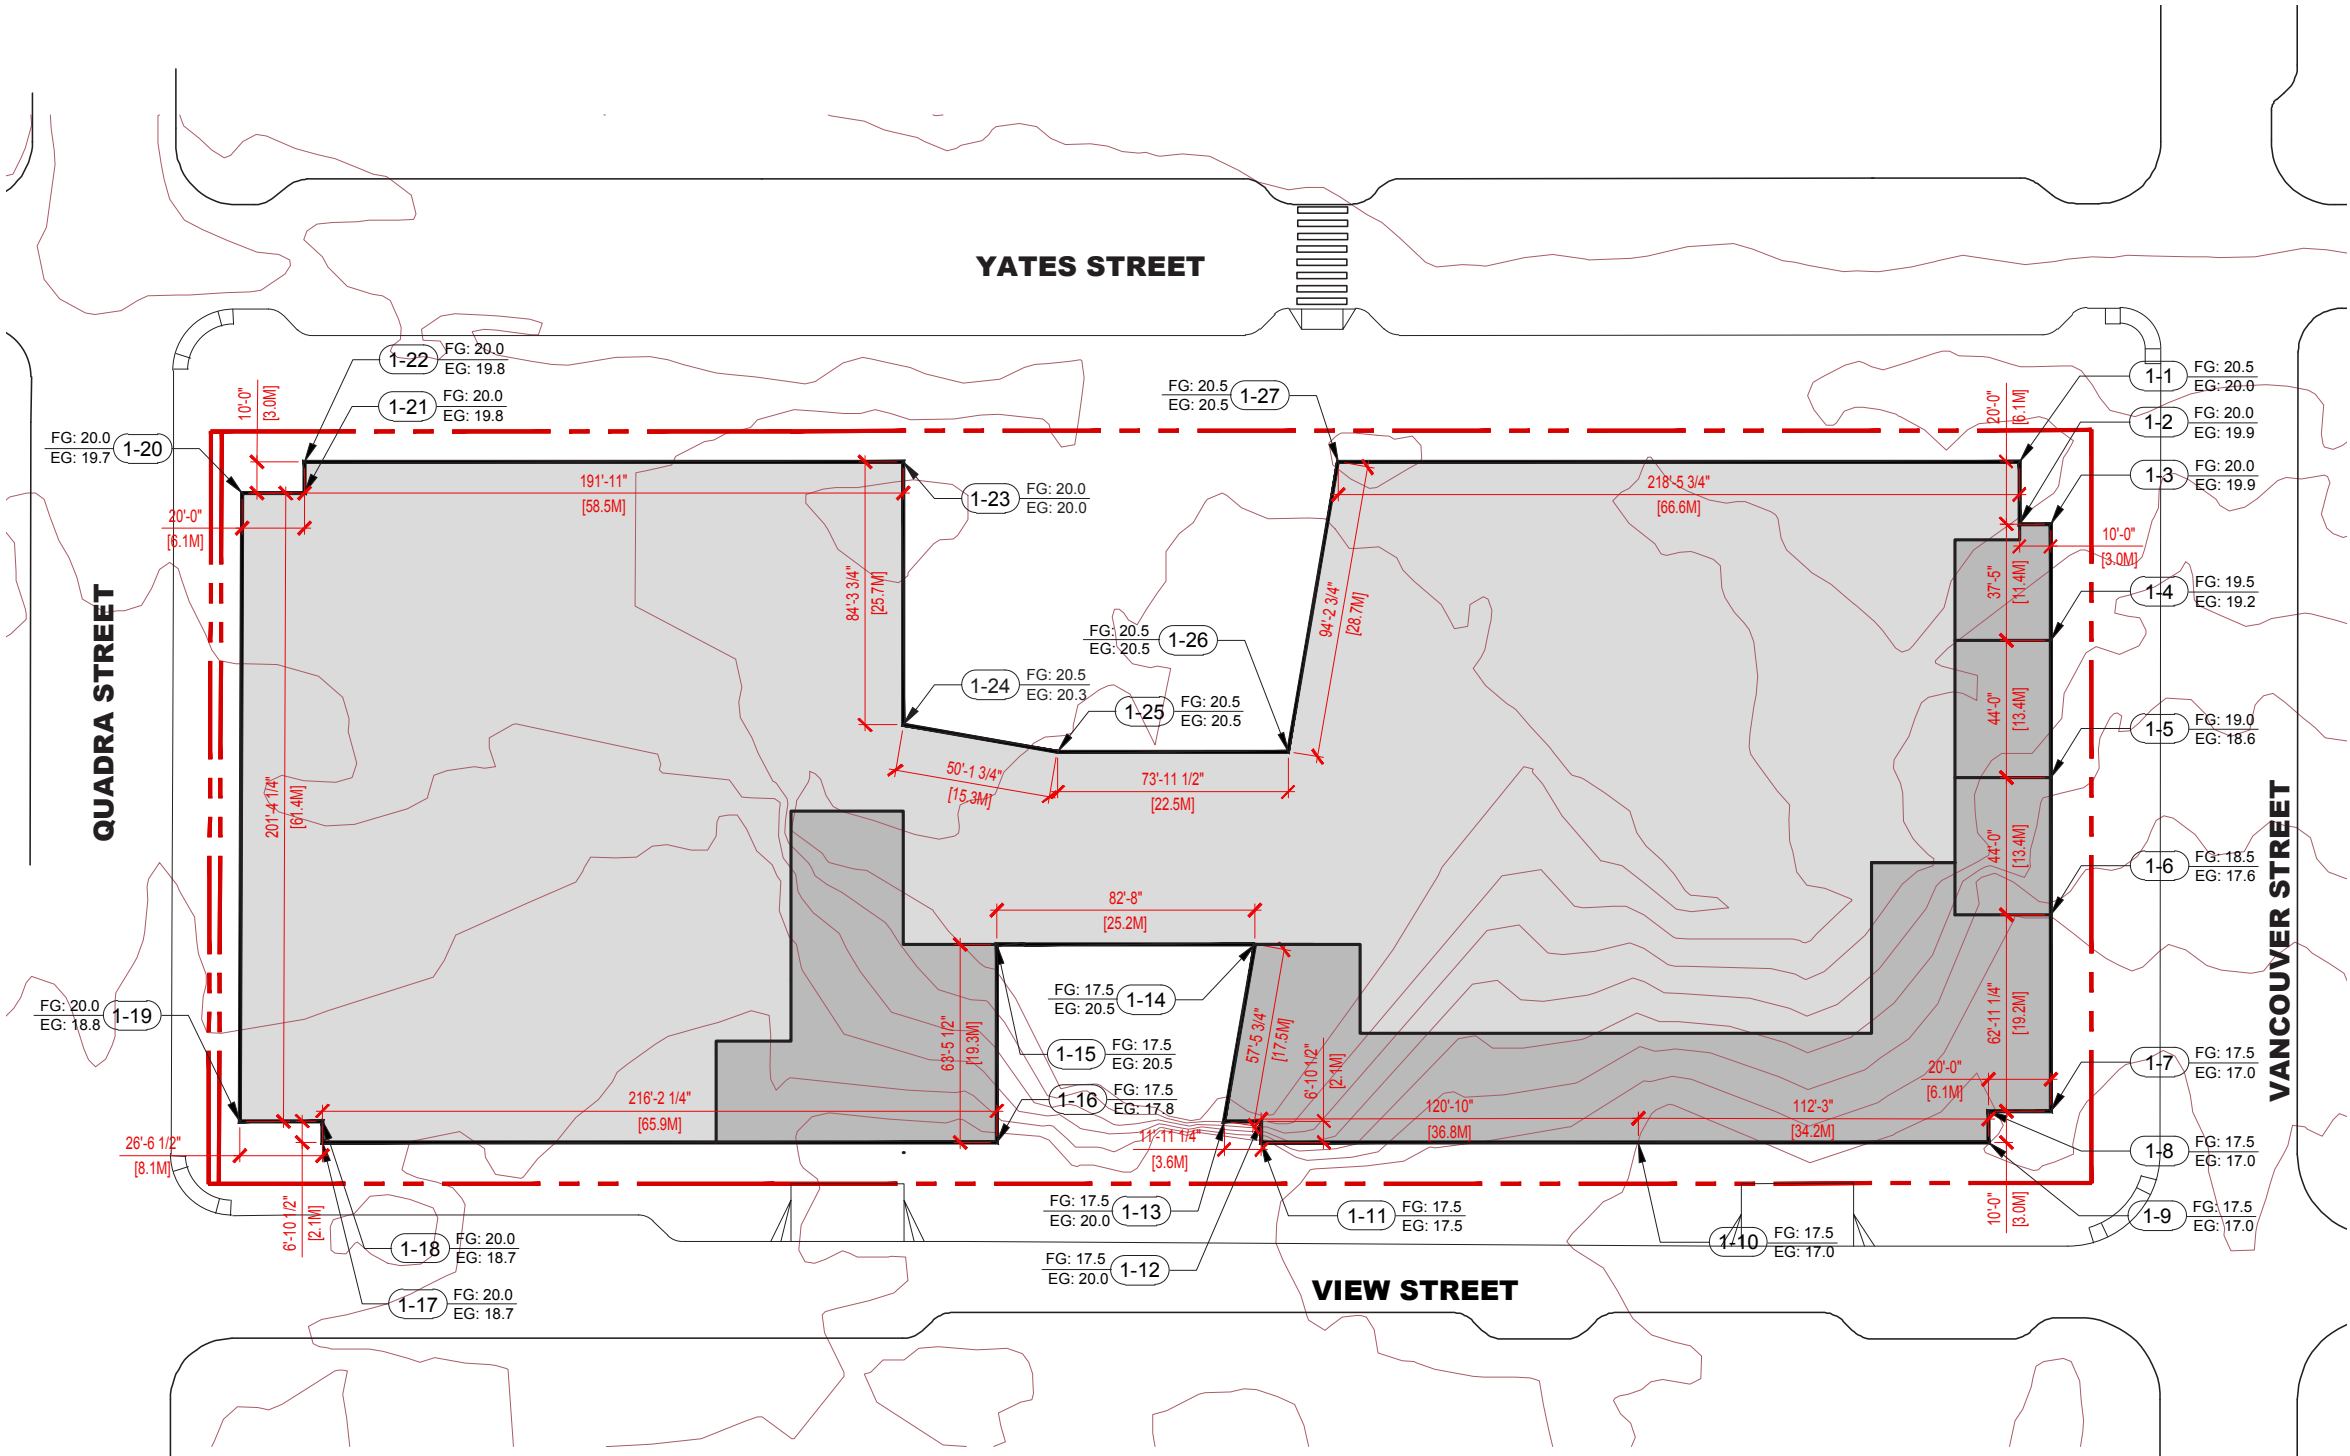 YATES STREET
1-22
FG: 20.0
EG: 19.8
1-21
FG: 20.0
EG: 19.8
10'-0"
[3.0M]
FG: 20.0
EG: 19.7
1-20
FG: 20.5
EG: 20.5
1-27
1-1
FG: 20.5
EG: 20.0
20'-0"
[6.1M]
1-2
FG: 20.0
EG: 19.9
1-3
FG: 20.0
EG: 19.9
191'-11"
[58.5M]
1-23
FG: 20.0
EG: 20.0
218'-5 3/4"
[66.6M]
20'-0"
[6.1M]
10'-0"
[3.0M]
84'-3 3/4"
[25.7M]
94'-2 3/4"
[28.7M]
37'-5"
[11.4M]
1-4
FG: 19.5
EG: 19.2
FG: 20.5
EG: 20.5
1-26
1-24
FG: 20.5
EG: 20.3
1-25
FG: 20.5
EG: 20.5
44'-0"
[13.4M]
1-5
FG: 19.0
EG: 18.6
QUADRA STREET
201'-4 1/4"
[61.4M]
50'-1 3/4"
[15.3M]
73'-11 1/2"
[22.5M]
44'-0"
[13.4M]
1-6
FG: 18.5
EG: 17.6
VANCOUVER STREET
82'-8"
[25.2M]
FG: 20.0
EG: 18.8
1-19
FG: 17.5
EG: 20.5
1-14
63'-5 1/2"
[19.3M]
57'-5 3/4"
[17.5M]
62'-11 1/4"
[19.2M]
1-15
FG: 17.5
EG: 20.5
6'-10 1/2"
[2.1M]
20'-0"
[6.1M]
1-7
FG: 17.5
EG: 17.0
1-16
FG: 17.5
EG: 17.8
216'-2 1/4"
[65.9M]
120'-10"
[36.8M]
112'-3"
[34.2M]
26'-6 1/2"
[8.1M]
11'-11 1/4"
[3.6M]
1-8
FG: 17.5
EG: 17.0
6'-10 1/2"
[2.1M]
FG: 17.5
EG: 20.0
1-13
1-11
FG: 17.5
EG: 17.5
10'-0"
[3.0M]
1-9
FG: 17.5
EG: 17.0
1-18
FG: 20.0
EG: 18.7
1-10
FG: 17.5
EG: 17.0
FG: 17.5
EG: 20.0
1-12
VIEW STREET
1-17
FG: 20.0
EG: 18.7